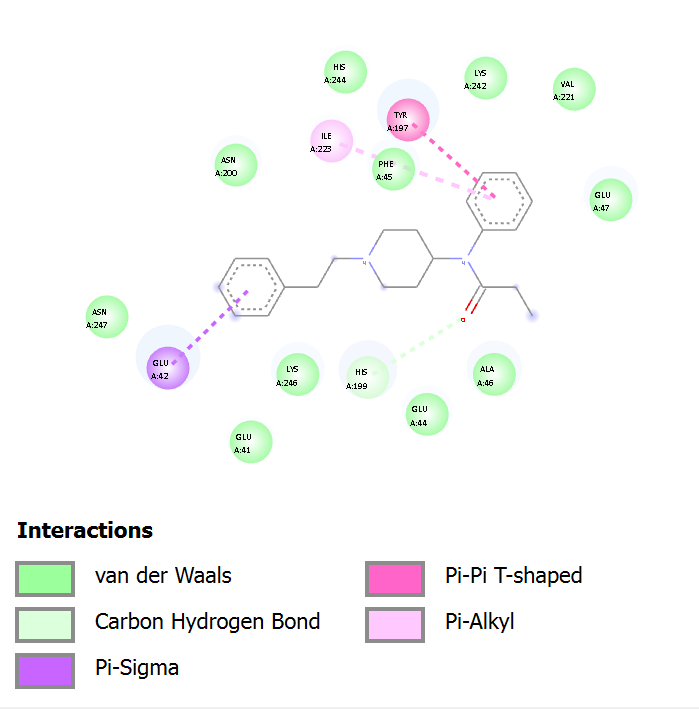 HIS
A:244
LYS
A:242
VAL
A:221
TYR
A:197
ILE
A:223
PHE
A:45
ASN
A:200
GLU
A:47
ASN
A:247
GLU
A:42
LYS
A:246
HIS
A:199
ALA
A:46
GLU
A:44
GLU
A:41
Interactions
van der Waals
Pi-Pi T-shaped
Carbon Hydrogen Bond
Pi-Alkyl
Pi-Sigma